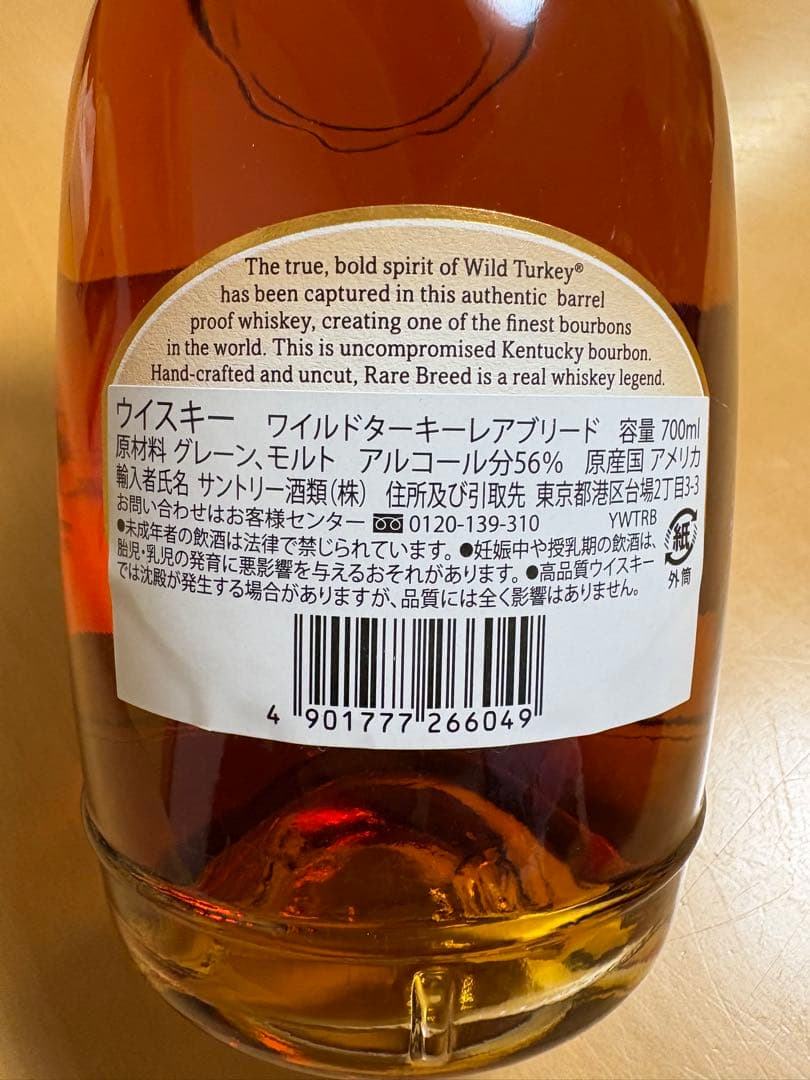 The true, bold spirit of Wild Turkey®
has been captured in this authentic barrel
proof whiskey, creating one of the finest bourbons
in the world. This is uncompromised Kentucky bourbon.
Hand-crafted and uncut, Rare Breed is a real whiskey legend.
ウイスキー ワイルドターキーレアブリード 容量 700ml
原材料 グレーン、モルト アルコール分56% 原産国 アメリカ
輸入者氏名 サントリー酒類(株) 住所及び引取先 東京都港区台場2丁目3-3
お問い合わせはお客様センター 0120-139-310 YWTRB
●未成年者の飲酒は法律で禁じられています。●妊娠中や授乳期の飲酒は、
胎児・乳児の発育に悪影響を与えるおそれがあります。●高品質ウイスキー
では沈殿が発生する場合がありますが、品質には全く影響はありません。
紙
外筒
4 901777 266049